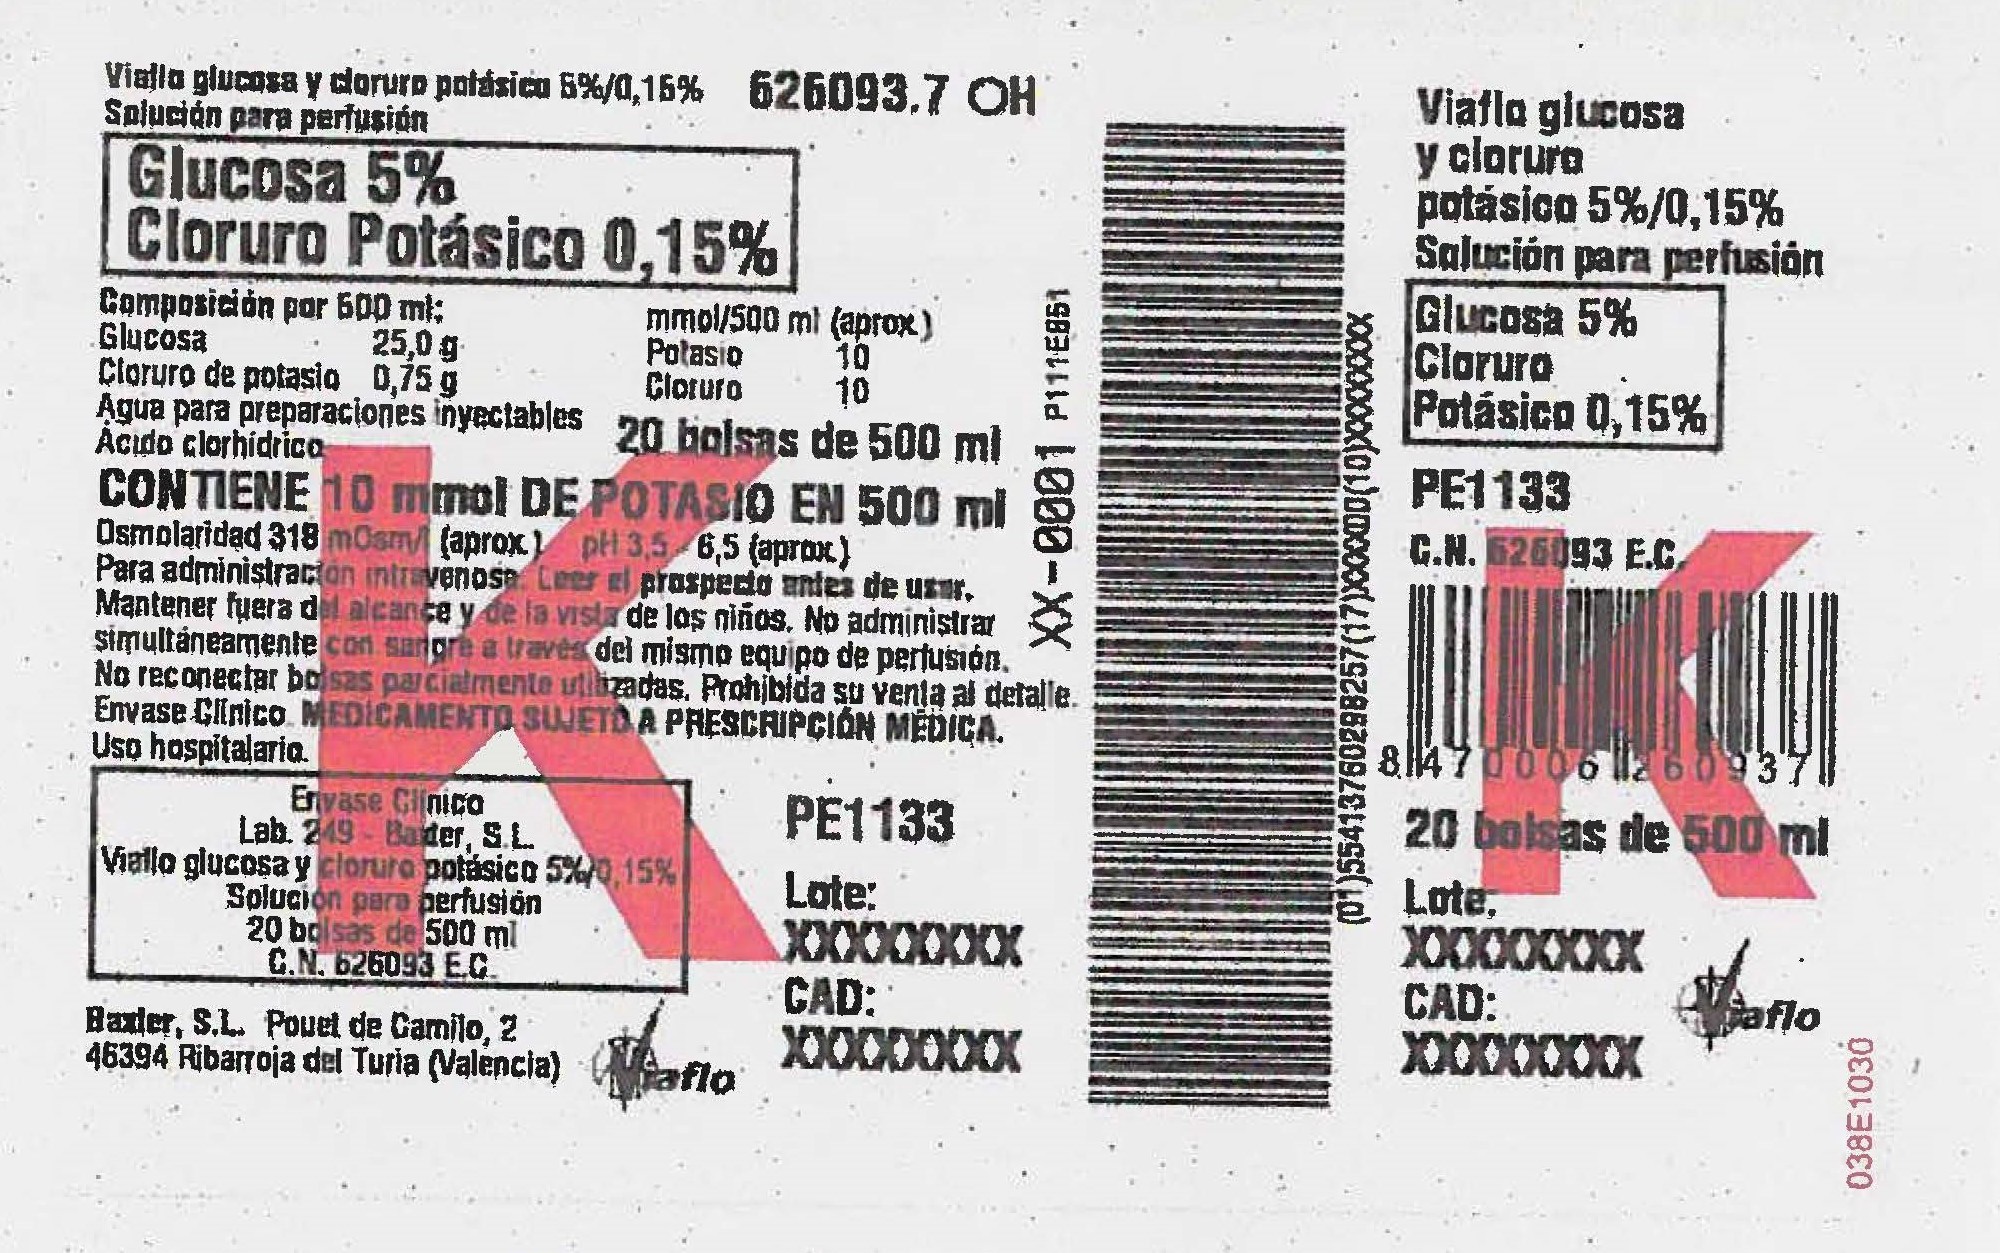 Viaflo glucosa y cloruro potásico 5%/0,15% 626093.7 OH
Solución para perfusión
Glucosa 5%
Cloruro Potásico 0,15%
Composición por 500 ml: mmol/500 ml (aprox.)
Glucosa 25,0 g Potasio 10
Cloruro de potasio 0,75 g Cloruro 10
Agua para preparaciones inyectables
Ácido clorhídrico 20 bolsas de 500 ml
CONTIENE 10 mmol DE POTASIO EN 500 ml
Osmolaridad 318 mOsm/l (aprox.) pH 3,5 - 6,5 (aprox.)
Para administración intravenosa. Leer el prospecto antes de usar.
Mantener fuera del alcance y de la vista de los niños. No administrar
simultáneamente con sangre a través del mismo equipo de perfusión.
No reconectar bolsas parcialmente utilizadas. Prohibida su venta al detalle.
Envase Clínico. MEDICAMENTO SUJETO A PRESCRIPCIÓN MÉDICA.
Uso hospitalario.
K
Envase Clínico
Lab. 249 - Baxter, S.L.
Viaflo glucosa y cloruro potásico 5%/0,15%
Solución para perfusión
20 bolsas de 500 ml
C.N. 626093 E.C.
Baxter, S.L. Pouet de Camilo, 2
46394 Ribarroja del Turia (Valencia)
Viaflo
PE1133
Lote:
XXXXXXXX
CAD:
XXXXXXXX
XX-0001 P111E851
(01)55413760298257(17)XXXX00(10)XXXXXXXX
Viaflo glucosa
y cloruro
potásico 5%/0,15%
Solución para perfusión
Glucosa 5%
Cloruro
Potásico 0,15%
PE1133
C.N. 626093 E.C.
K
8 470006 260937
20 bolsas de 500 ml
Lote:
XXXXXXXX
CAD:
XXXXXXXX
Viaflo
038E1030